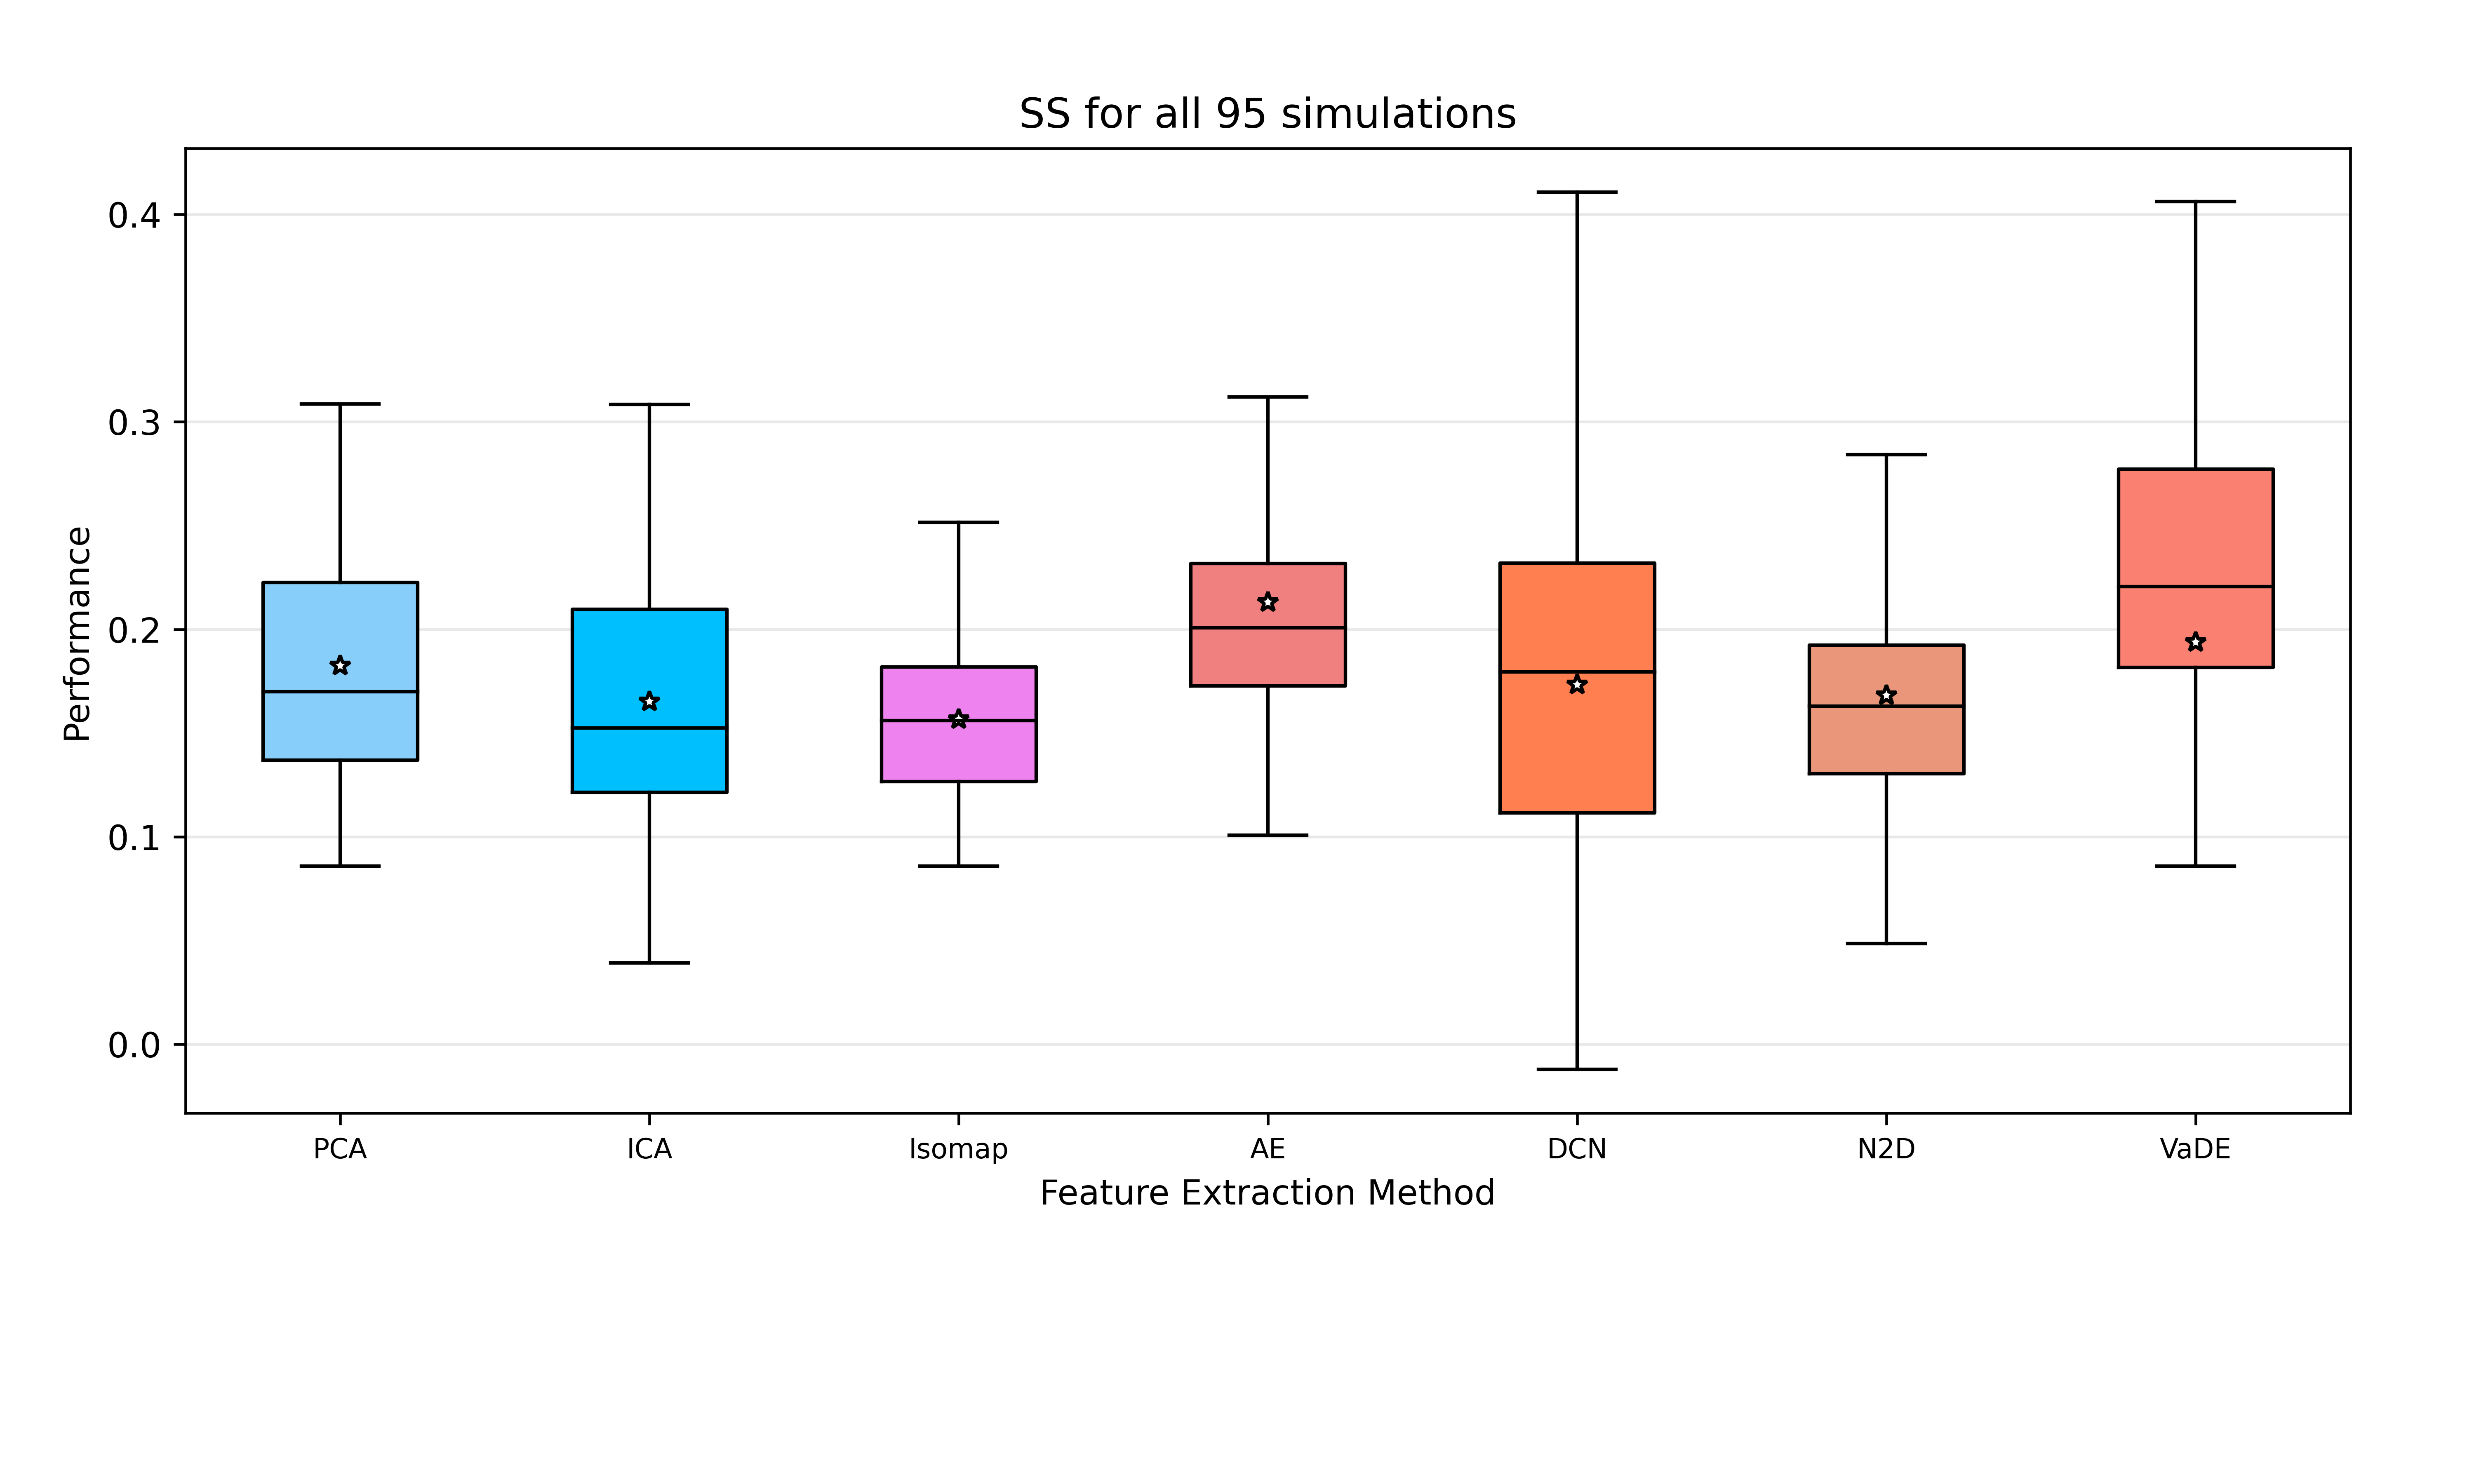 SS for all 95 simulations
0.4
0.3
0.2
0.1
0.0
Performance
PCA ICA Isomap AE DCN N2D VaDE
Feature Extraction Method